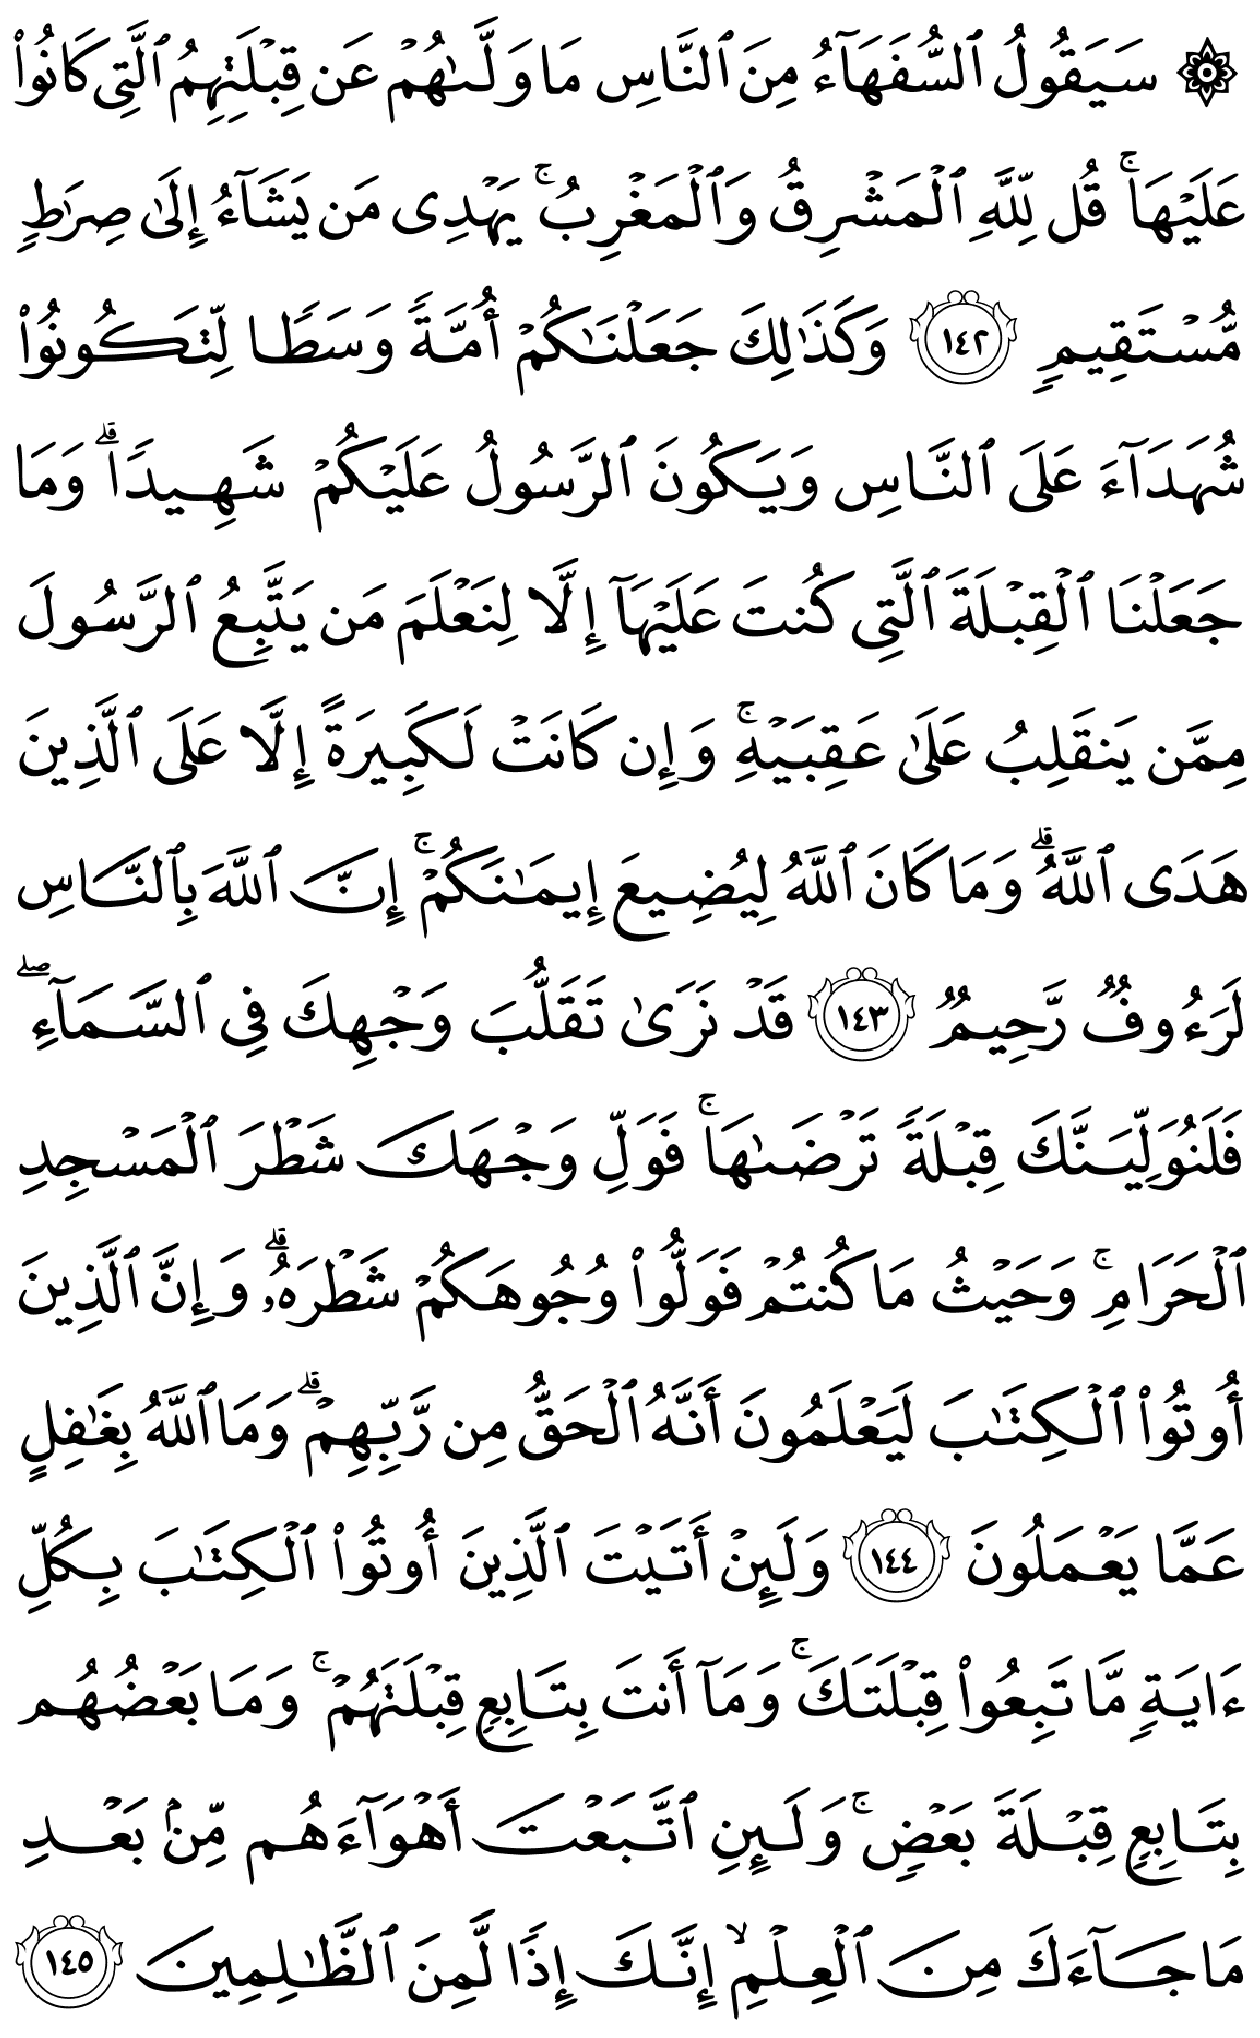 ۞ سَيَقُولُ ٱلسُّفَهَآءُ مِنَ ٱلنَّاسِ مَا وَلَّىٰهُمْ عَن قِبْلَتِهِمُ ٱلَّتِى كَانُوا۟
عَلَيْهَا ۚ قُل لِّلَّهِ ٱلْمَشْرِقُ وَٱلْمَغْرِبُ ۚ يَهْدِى مَن يَشَآءُ إِلَىٰ صِرَٰطٍ
مُّسْتَقِيمٍ ١٤٢ وَكَذَٰلِكَ جَعَلْنَـٰكُمْ أُمَّةً وَسَطًا لِّتَكُونُوا۟
شُهَدَآءَ عَلَى ٱلنَّاسِ وَيَكُونَ ٱلرَّسُولُ عَلَيْكُمْ شَهِيدًا ۗ وَمَا
جَعَلْنَا ٱلْقِبْلَةَ ٱلَّتِى كُنتَ عَلَيْهَآ إِلَّا لِنَعْلَمَ مَن يَتَّبِعُ ٱلرَّسُولَ
مِمَّن يَنقَلِبُ عَلَىٰ عَقِبَيْهِ ۚ وَإِن كَانَتْ لَكَبِيرَةً إِلَّا عَلَى ٱلَّذِينَ
هَدَى ٱللَّهُ ۗ وَمَا كَانَ ٱللَّهُ لِيُضِيعَ إِيمَـٰنَكُمْ ۚ إِنَّ ٱللَّهَ بِٱلنَّاسِ
لَرَءُوفٌ رَّحِيمٌ ١٤٣ قَدْ نَرَىٰ تَقَلُّبَ وَجْهِكَ فِى ٱلسَّمَآءِ ۖ
فَلَنُوَلِّيَنَّكَ قِبْلَةً تَرْضَىٰهَا ۚ فَوَلِّ وَجْهَكَ شَطْرَ ٱلْمَسْجِدِ
ٱلْحَرَامِ ۚ وَحَيْثُ مَا كُنتُمْ فَوَلُّوا۟ وُجُوهَكُمْ شَطْرَهُۥ ۗ وَإِنَّ ٱلَّذِينَ
أُوتُوا۟ ٱلْكِتَـٰبَ لَيَعْلَمُونَ أَنَّهُ ٱلْحَقُّ مِن رَّبِّهِمْ ۗ وَمَا ٱللَّهُ بِغَـٰفِلٍ
عَمَّا يَعْمَلُونَ ١٤٤ وَلَئِنْ أَتَيْتَ ٱلَّذِينَ أُوتُوا۟ ٱلْكِتَـٰبَ بِكُلِّ
ءَايَةٍ مَّا تَبِعُوا۟ قِبْلَتَكَ ۚ وَمَآ أَنتَ بِتَابِعٍ قِبْلَتَهُمْ ۚ وَمَا بَعْضُهُم
بِتَابِعٍ قِبْلَةَ بَعْضٍ ۚ وَلَئِنِ ٱتَّبَعْتَ أَهْوَآءَهُم مِّنۢ بَعْدِ
مَا جَآءَكَ مِنَ ٱلْعِلْمِ ۙ إِنَّكَ إِذًا لَّمِنَ ٱلظَّـٰلِمِينَ ١٤٥